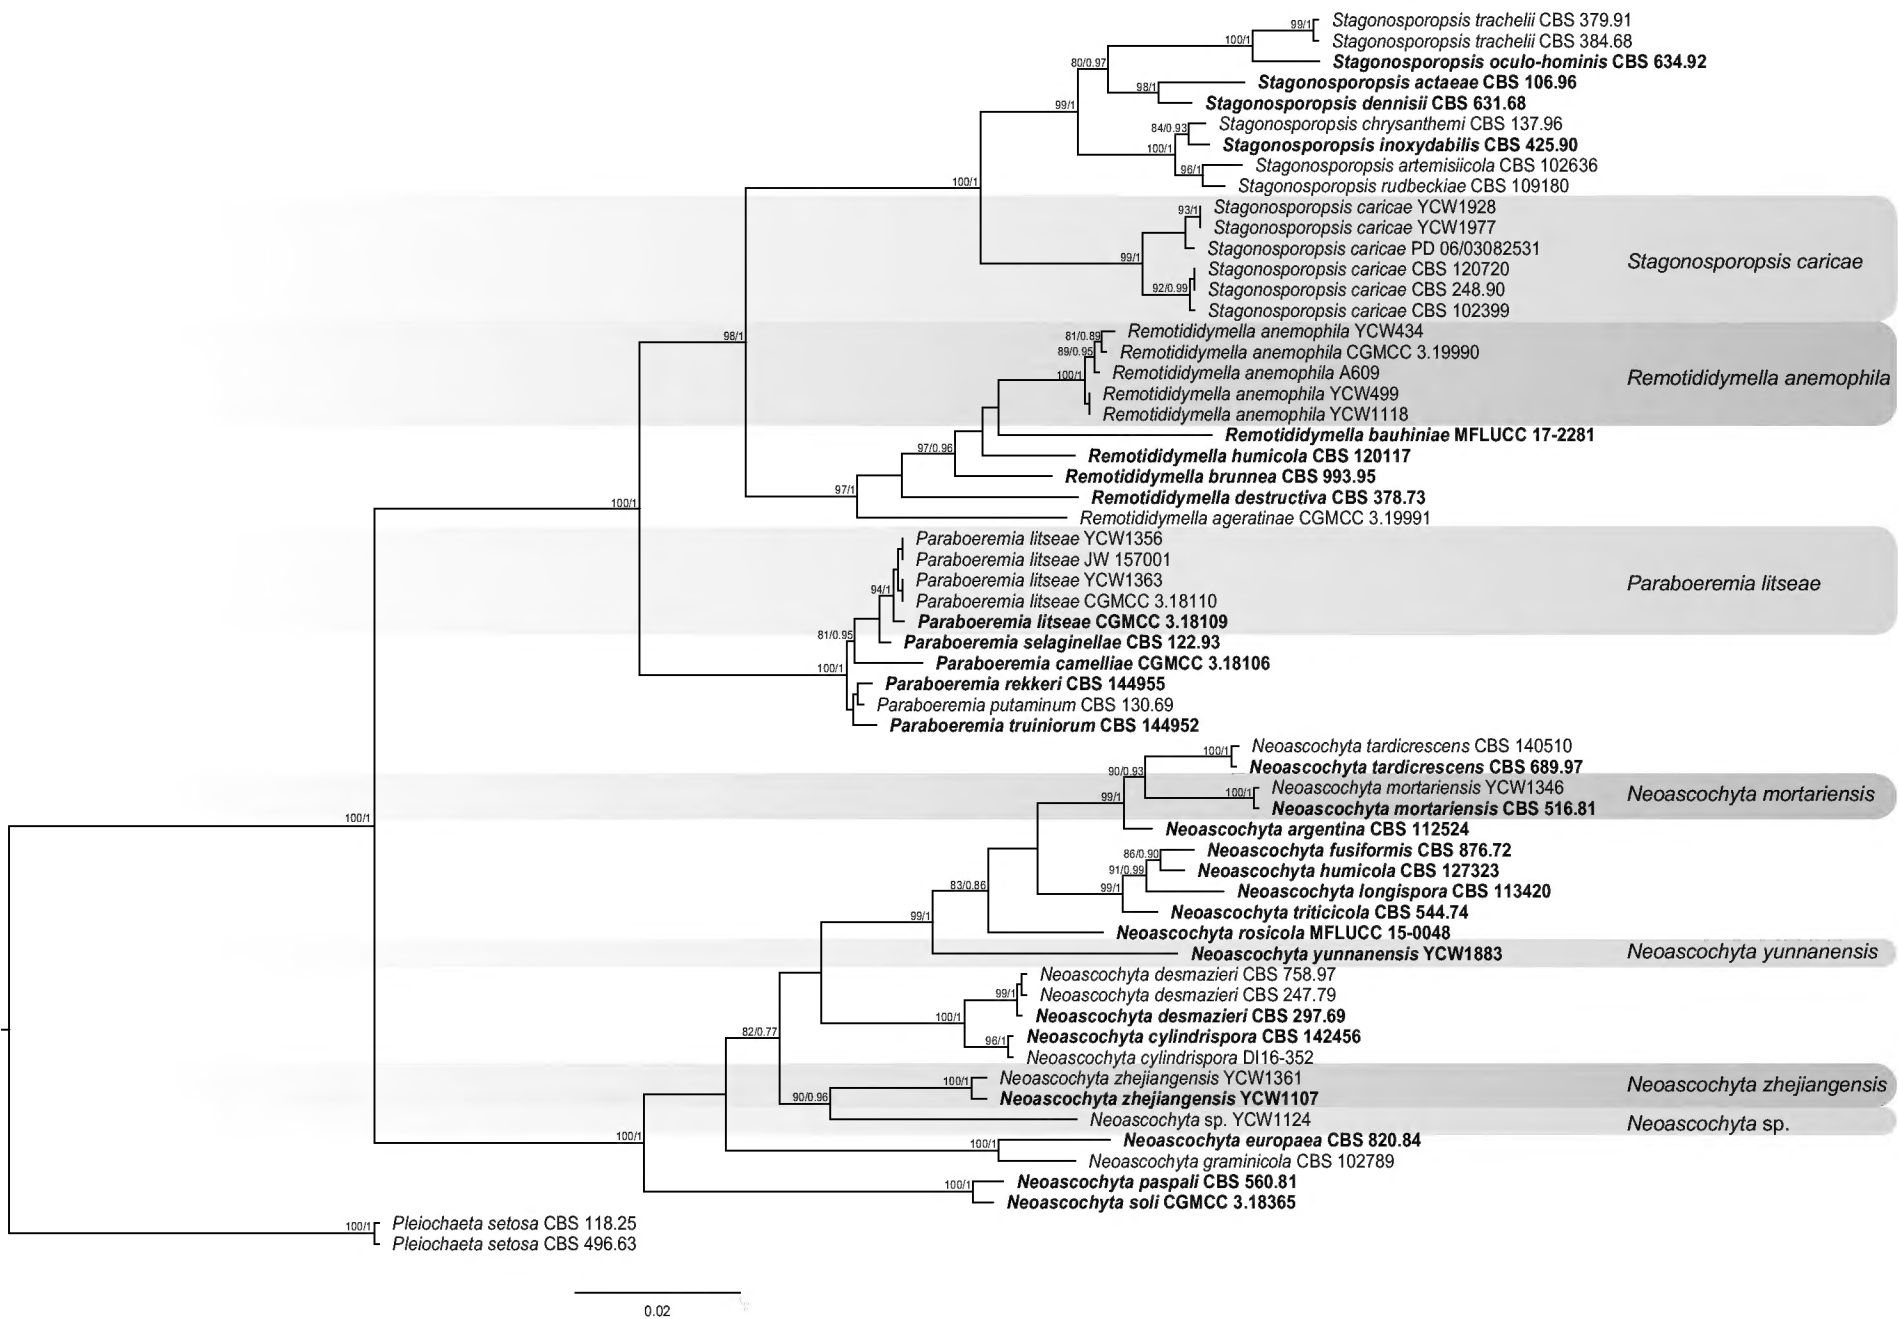 99/1
Stagonosporopsis trachelii CBS 379.91
100/1
Stagonosporopsis trachelii CBS 384.68
80/0.97
Stagonosporopsis oculo-hominis CBS 634.92
Stagonosporopsis actaeae CBS 106.96
98/1
99/1
Stagonosporopsis dennisii CBS 631.68
84/0.93
Stagonosporopsis chrysanthemi CBS 137.96
100/1
Stagonosporopsis inoxydabilis CBS 425.90
96/1
Stagonosporopsis artemisiicola CBS 102636
100/1
Stagonosporopsis rudbeckiae CBS 109180
93/1
Stagonosporopsis caricae YCW1928
Stagonosporopsis caricae YCW1977
99/1
Stagonosporopsis caricae PD 06/03082531
Stagonosporopsis caricae
Stagonosporopsis caricae CBS 120720
92/0.99
Stagonosporopsis caricae CBS 248.90
Stagonosporopsis caricae CBS 102399
98/1
81/0.89
Remotididymella anemophila YCW434
89/0.95
Remotididymella anemophila CGMCC 3.19990
100/1
Remotididymella anemophila A609
Remotididymella anemophila
Remotididymella anemophila YCW499
Remotididymella anemophila YCW1118
Remotididymella bauhiniae MFLUCC 17-2281
97/0.96
Remotididymella humicola CBS 120117
Remotididymella brunnea CBS 993.95
97/1
Remotididymella destructiva CBS 378.73
100/1
Remotididymella ageratinae CGMCC 3.19991
Paraboeremia litseae YCW1356
Paraboeremia litseae JW 157001
94/1
Paraboeremia litseae YCW1363
Paraboeremia litseae
Paraboeremia litseae CGMCC 3.18110
Paraboeremia litseae CGMCC 3.18109
81/0.95
Paraboeremia selaginellae CBS 122.93
100/1
Paraboeremia camelliae CGMCC 3.18106
Paraboeremia rekkeri CBS 144955
Paraboeremia putaminum CBS 130.69
Paraboeremia truiniorum CBS 144952
100/1
Neoascochyta tardicrescens CBS 140510
90/0.93
Neoascochyta tardicrescens CBS 689.97
100/1
Neoascochyta mortariensis YCW1346
Neoascochyta mortariensis
99/1
Neoascochyta mortariensis CBS 516.81
100/1
Neoascochyta argentina CBS 112524
86/0.90
Neoascochyta fusiformis CBS 876.72
91/0.99
Neoascochyta humicola CBS 127323
83/0.86
99/1
Neoascochyta longispora CBS 113420
Neoascochyta triticicola CBS 544.74
99/1
Neoascochyta rosicola MFLUCC 15-0048
Neoascochyta yunnanensis YCW1883
Neoascochyta yunnanensis
Neoascochyta desmazieri CBS 758.97
99/1
Neoascochyta desmazieri CBS 247.79
100/1
Neoascochyta desmazieri CBS 297.69
82/0.77
96/1
Neoascochyta cylindrispora CBS 142456
Neoascochyta cylindrispora DI16-352
100/1
Neoascochyta zhejiangensis YCW1361
Neoascochyta zhejiangensis
90/0.96
Neoascochyta zhejiangensis YCW1107
Neoascochyta sp. YCW1124
Neoascochyta sp.
100/1
100/1
Neoascochyta europaea CBS 820.84
Neoascochyta graminicola CBS 102789
100/1
Neoascochyta paspali CBS 560.81
Neoascochyta soli CGMCC 3.18365
100/1
Pleiochaeta setosa CBS 118.25
Pleiochaeta setosa CBS 496.63
0.02